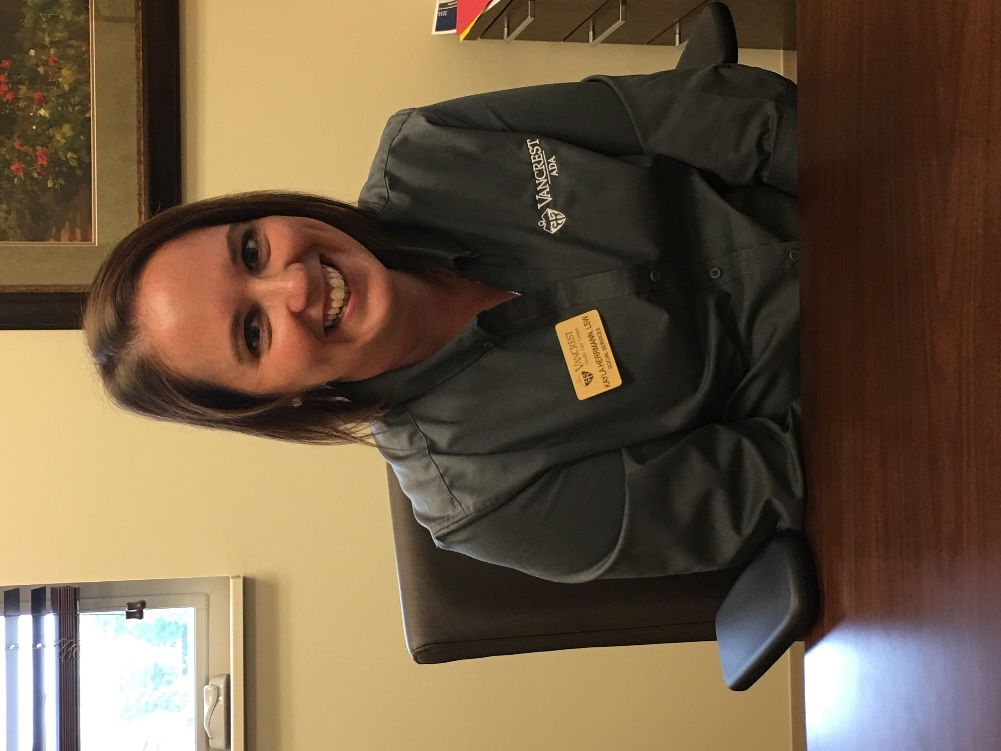 VANCREST
ADA
VANCREST
KAYLA HERRMANN, LSW
SOCIAL SERVICES